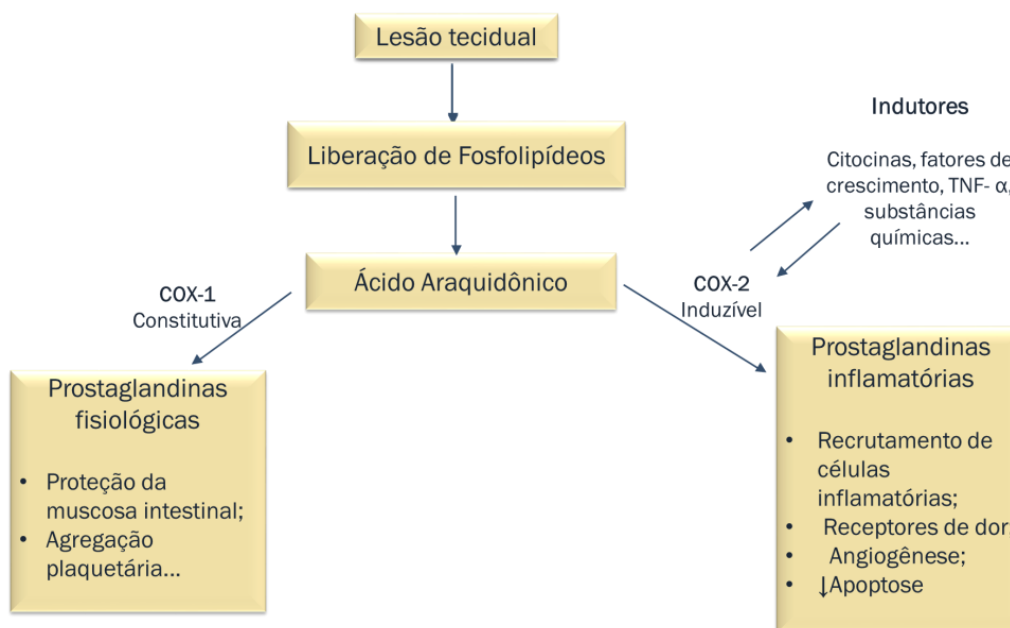 Lesão tecidual
Liberação de Fosfolipídeos
Ácido Araquidônico
Indutores
Citocinas, fatores de
crescimento, TNF- α,
substâncias
químicas...
COX-1
Constitutiva
COX-2
Induzível
Prostaglandinas
fisiológicas
• Proteção da
muscosa intestinal;
• Agregação
plaquetária...
Prostaglandinas
inflamatórias
• Recrutamento de
células
inflamatórias;
• Receptores de dor;
• Angiogênese;
• ↓Apoptose